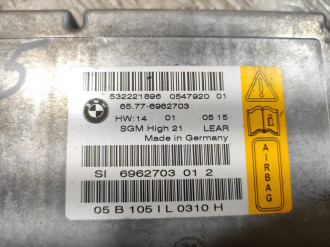 5
532221896 0547920 01
65.77-6962703
HW:14 01 05 15
SGM High 21 LEAR
Made in Germany
SI 6962703 01 2
05 B 105 I L 0310 H
AIRBAG